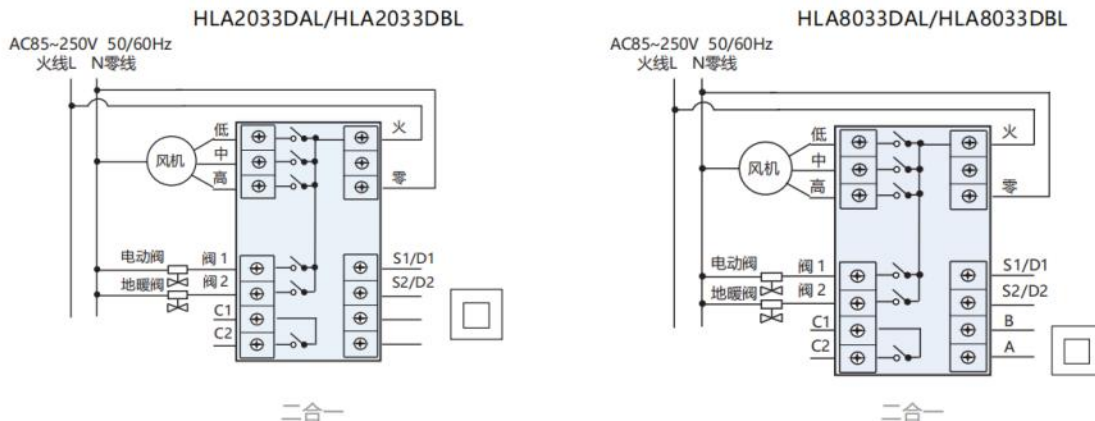 HLA2033DAL/HLA2033DBL
AC85~250V 50/60Hz
火线L N零线
低
火
风机
中
高
零
电动阀
阀 1
S1/D1
地暖阀
阀 2
S2/D2
C1
C2
二合一
HLA8033DAL/HLA8033DBL
AC85~250V 50/60Hz
火线L N零线
低
火
风机
中
高
零
电动阀
阀 1
S1/D1
地暖阀
阀 2
S2/D2
C1
B
C2
A
二合一